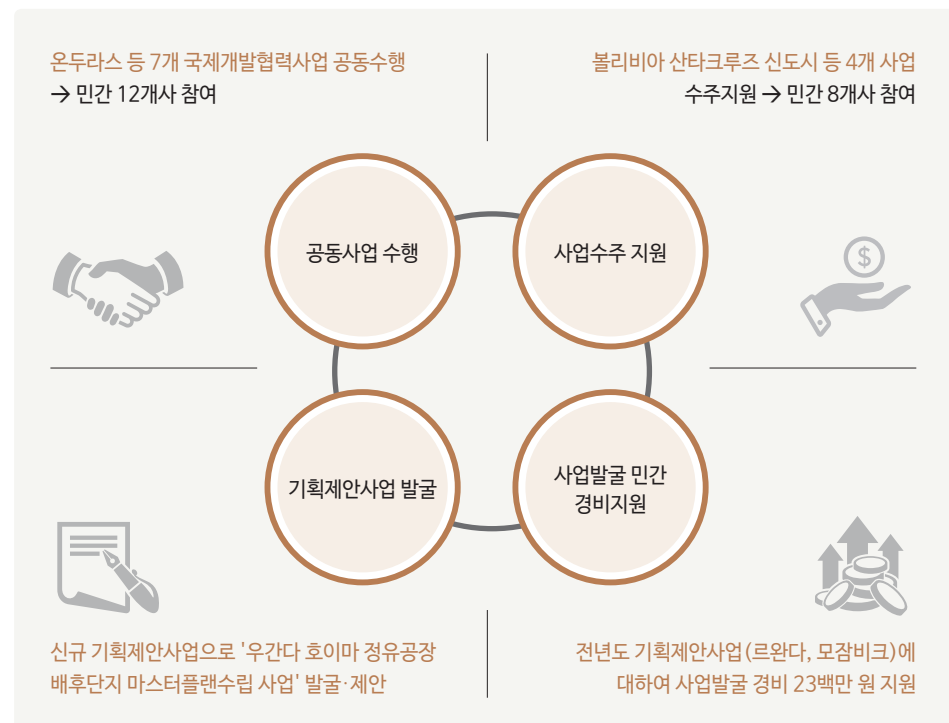 온두라스 등 7개 국제개발협력사업 공동수행
→ 민간 12개사 참여
볼리비아 산타크루즈 신도시 등 4개 사업
수주지원 → 민간 8개사 참여
공동사업 수행
사업수주 지원
$
기획제안사업 발굴
사업발굴 민간
경비지원
신규 기획제안사업으로 '우간다 호이마 정유공장
배후단지 마스터플랜수립 사업' 발굴·제안
전년도 기획제안사업(르완다, 모잠비크)에
대하여 사업발굴 경비 23백만 원 지원